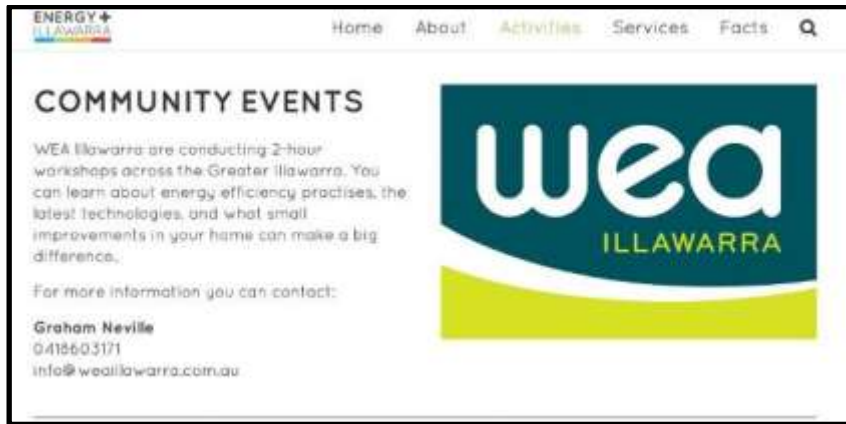 ENERGY+
ILLAWARRA
Home About Activities Services Facts
COMMUNITY EVENTS
WEA Illawarra are conducting 2-hour
workshops across the Greater Illawarra. You
can learn about energy efficiency practises, the
latest technologies, and what small
improvements in your home can make a big
difference.
For more information you can contact:
Graham Neville
0418603171
info@weaillawarra.com.au
wea
ILLAWARRA